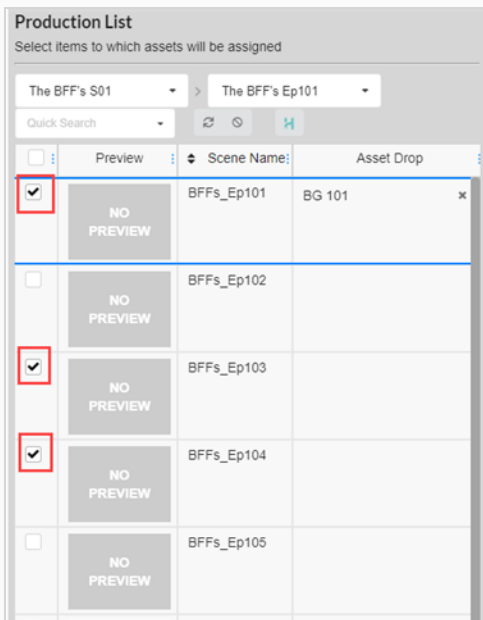 Production List
Select items to which assets will be assigned
The BFF's S01 > The BFF's Ep101
Quick Search
Preview Scene Name Asset Drop
NO PREVIEW BFFs_Ep101 BG 101
NO PREVIEW BFFs_Ep102
NO PREVIEW BFFs_Ep103
NO PREVIEW BFFs_Ep104
NO PREVIEW BFFs_Ep105